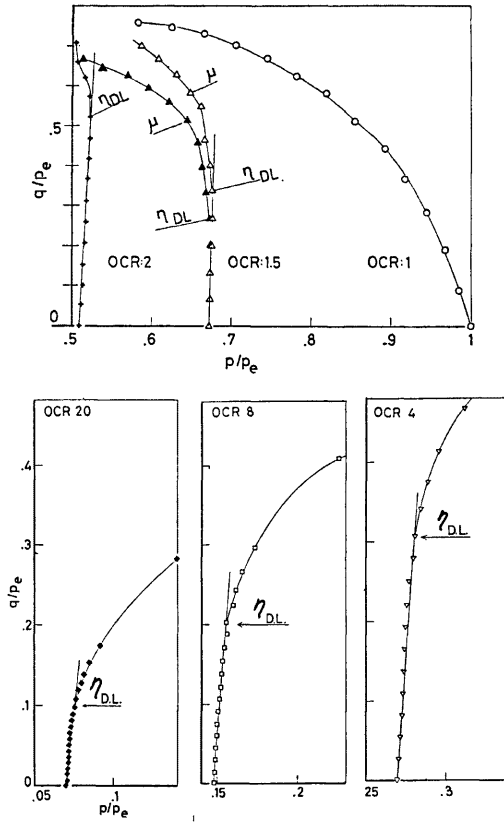 q/pe
.5
0
ηDL
μ
μ
ηDL.
ηDL
OCR:2
OCR:1.5
OCR:1
.5
.6
.7
.8
.9
1
p/pe
OCR 20
OCR 8
OCR 4
.4
.3
.2
.1
0
q/pe
ηD.L.
ηD.L.
ηD.L.
.05
.1
.15
.2
25
.3
p/pe